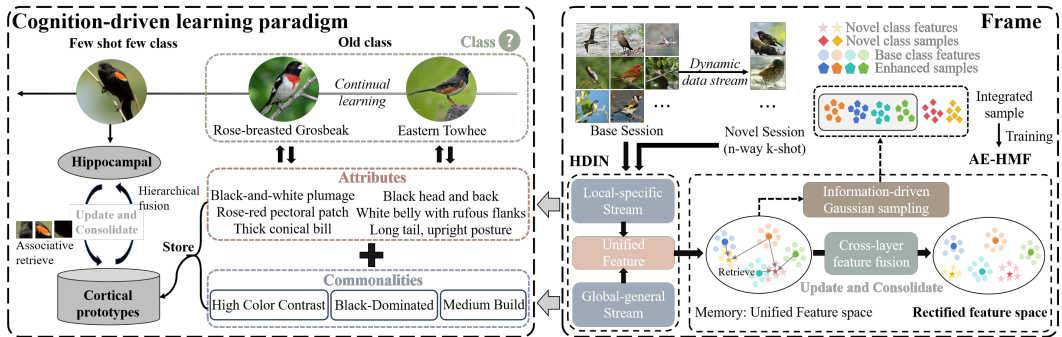 Cognition-driven learning paradigm
Few shot few class
Old class
Class ?
Continual
learning
Rose-breasted Grosbeak
Eastern Towhee
Hippocampal
Hierarchical
fusion
Update and
Consolidate
Associative
retrieve
Store
Cortical
prototypes
Attributes
Black-and-white plumage
Black head and back
Rose-red pectoral patch
White belly with rufous flanks
Thick conical bill
Long tail, upright posture
Commonalities
High Color Contrast
Black-Dominated
Medium Build
Frame
Dynamic
data stream
...
...
Base Session
Novel Session
(n-way k-shot)
Novel class features
Novel class samples
Base class features
Enhanced samples
Integrated
sample
Training
AE-HMF
HDIN
Local-specific
Stream
Unified
Feature
Global-general
Stream
Information-driven
Gaussian sampling
Retrieve
Cross-layer
feature fusion
Update and Consolidate
Memory: Unified Feature space
Rectified feature space